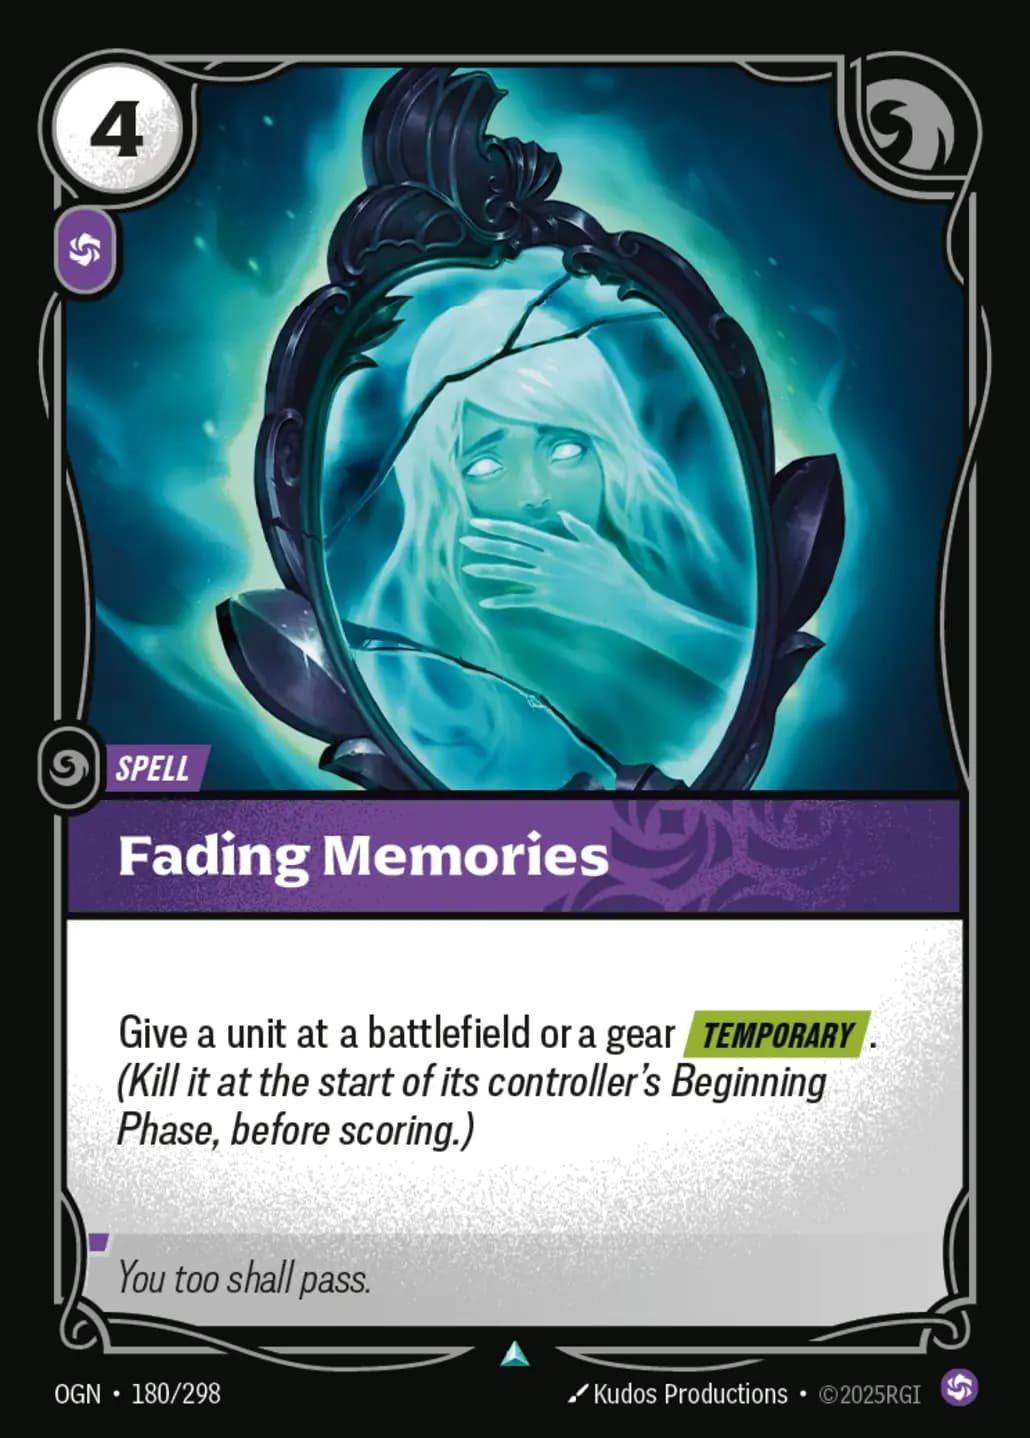 4
SPELL
Fading Memories
Give a unit at a battlefield or a gear TEMPORARY.
(Kill it at the start of its controller's Beginning
Phase, before scoring.)
You too shall pass.
OGN • 180/298
Kudos Productions • ©2025RGI